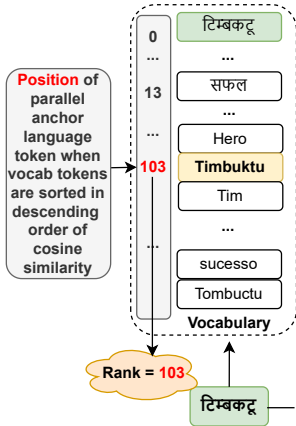 Position of
parallel
anchor
language
token when
vocab tokens
are sorted in
descending
order of
cosine
similarity
0
...
13
...
103
...
टिम्बकटू
...
सफल
...
Hero
Timbuktu
Tim
...
sucesso
Tombuctu
Vocabulary
Rank = 103
टिम्बकटू